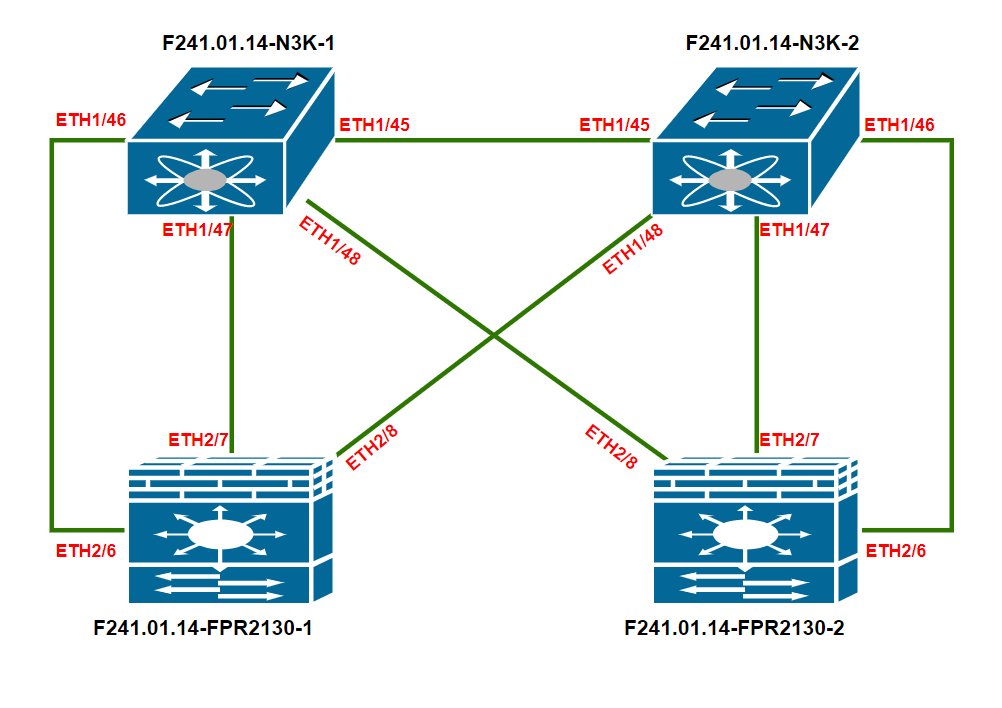 F241.01.14-N3K-1
F241.01.14-N3K-2
ETH1/46
ETH1/45
ETH1/45
ETH1/46
ETH1/47
ETH1/48
ETH1/48
ETH1/47
ETH2/7
ETH2/8
ETH2/8
ETH2/7
ETH2/6
ETH2/6
F241.01.14-FPR2130-1
F241.01.14-FPR2130-2